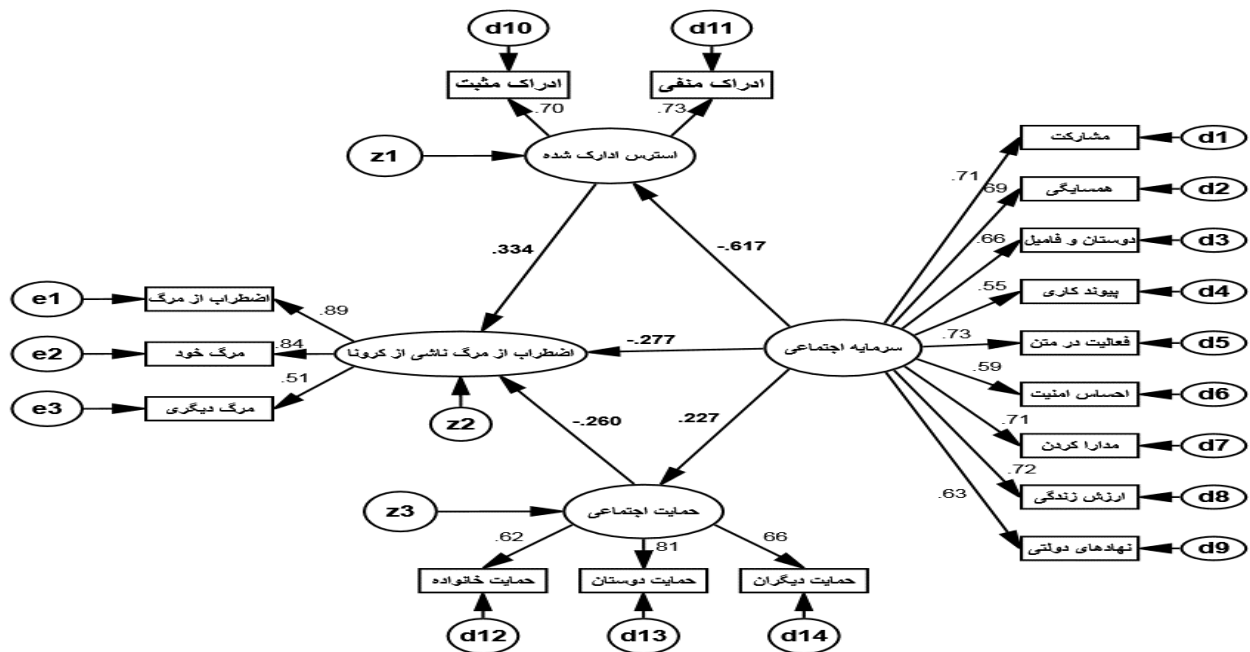 d10
d11
ادراک مثبت
ادراک منفی
.70
.73
z1
استرس ادارک شده
مشارکت
d1
.71
همسایگی
d2
.69
دوستان و فامیل
d3
.66
پیوند کاری
d4
.55
فعالیت در متن
d5
.73
احساس امنیت
d6
.59
مدارا کردن
d7
.71
ارزش زندگی
d8
.72
نهادهای دولتی
d9
.63
.334
-.617
e1
اضطراب از مرگ
.89
e2
مرگ خود
.84
e3
مرگ دیگری
.51
اضطراب از مرگ ناشی از کرونا
-.277
سرمایه اجتماعی
z2
-.260
.227
z3
حمایت اجتماعی
.62
.81
66
حمایت خانواده
حمایت دوستان
حمایت دیگران
d12
d13
d14